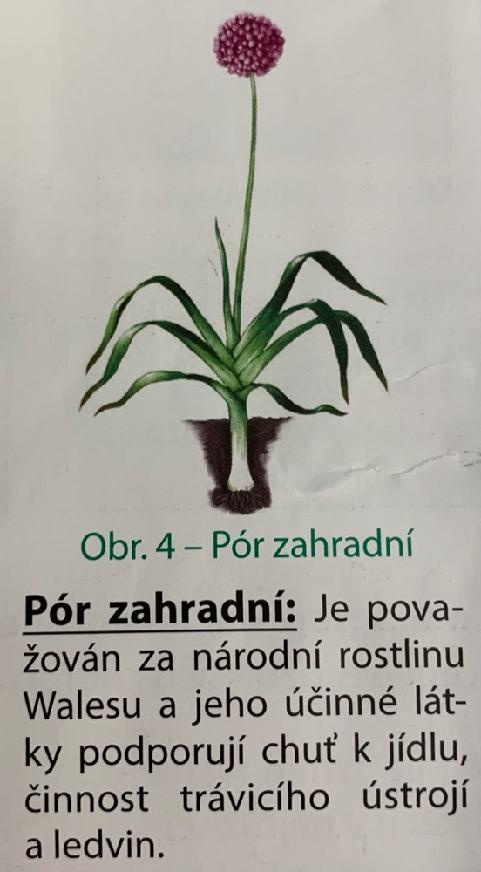 Obr. 4 – Pór zahradní
Pór zahradní: Je pova-
žován za národní rostlinu
Walesu a jeho účinné lát-
ky podporují chuť k jídlu,
činnost trávicího ústrojí
a ledvin.